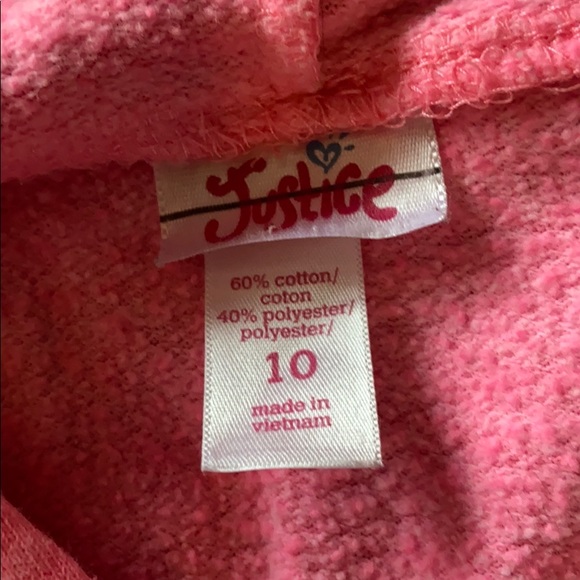 Justice
60% cotton/
coton
40% polyester/
polyester/
10
made in
vietnam